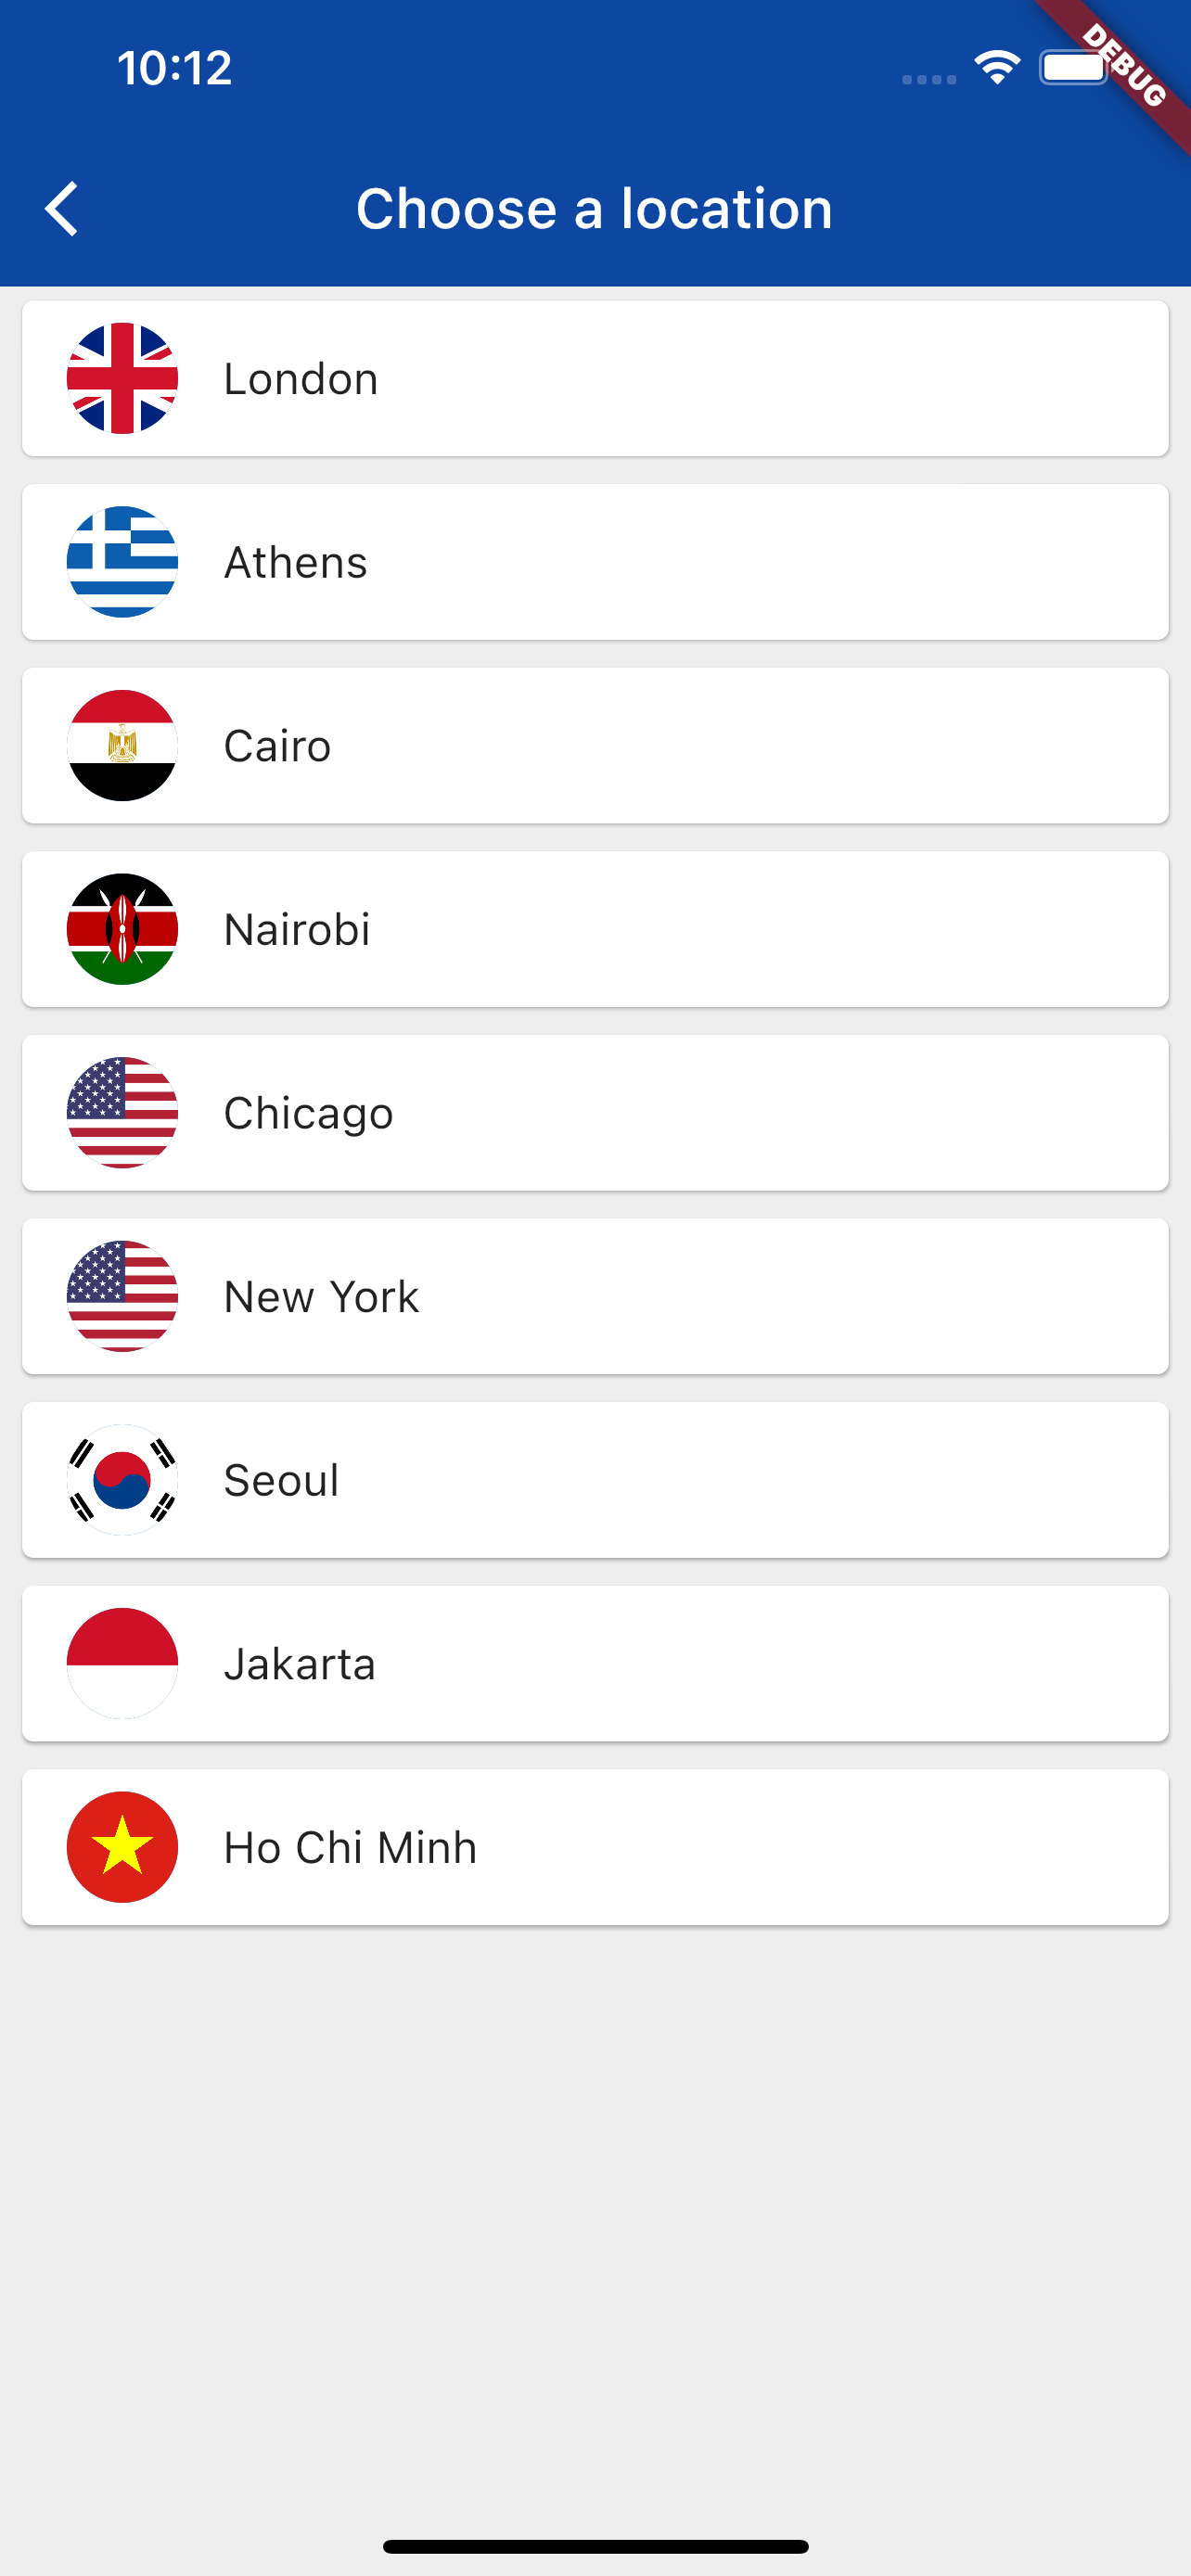 10:12
DEBUG
Choose a location
London
Athens
Cairo
Nairobi
Chicago
New York
Seoul
Jakarta
Ho Chi Minh